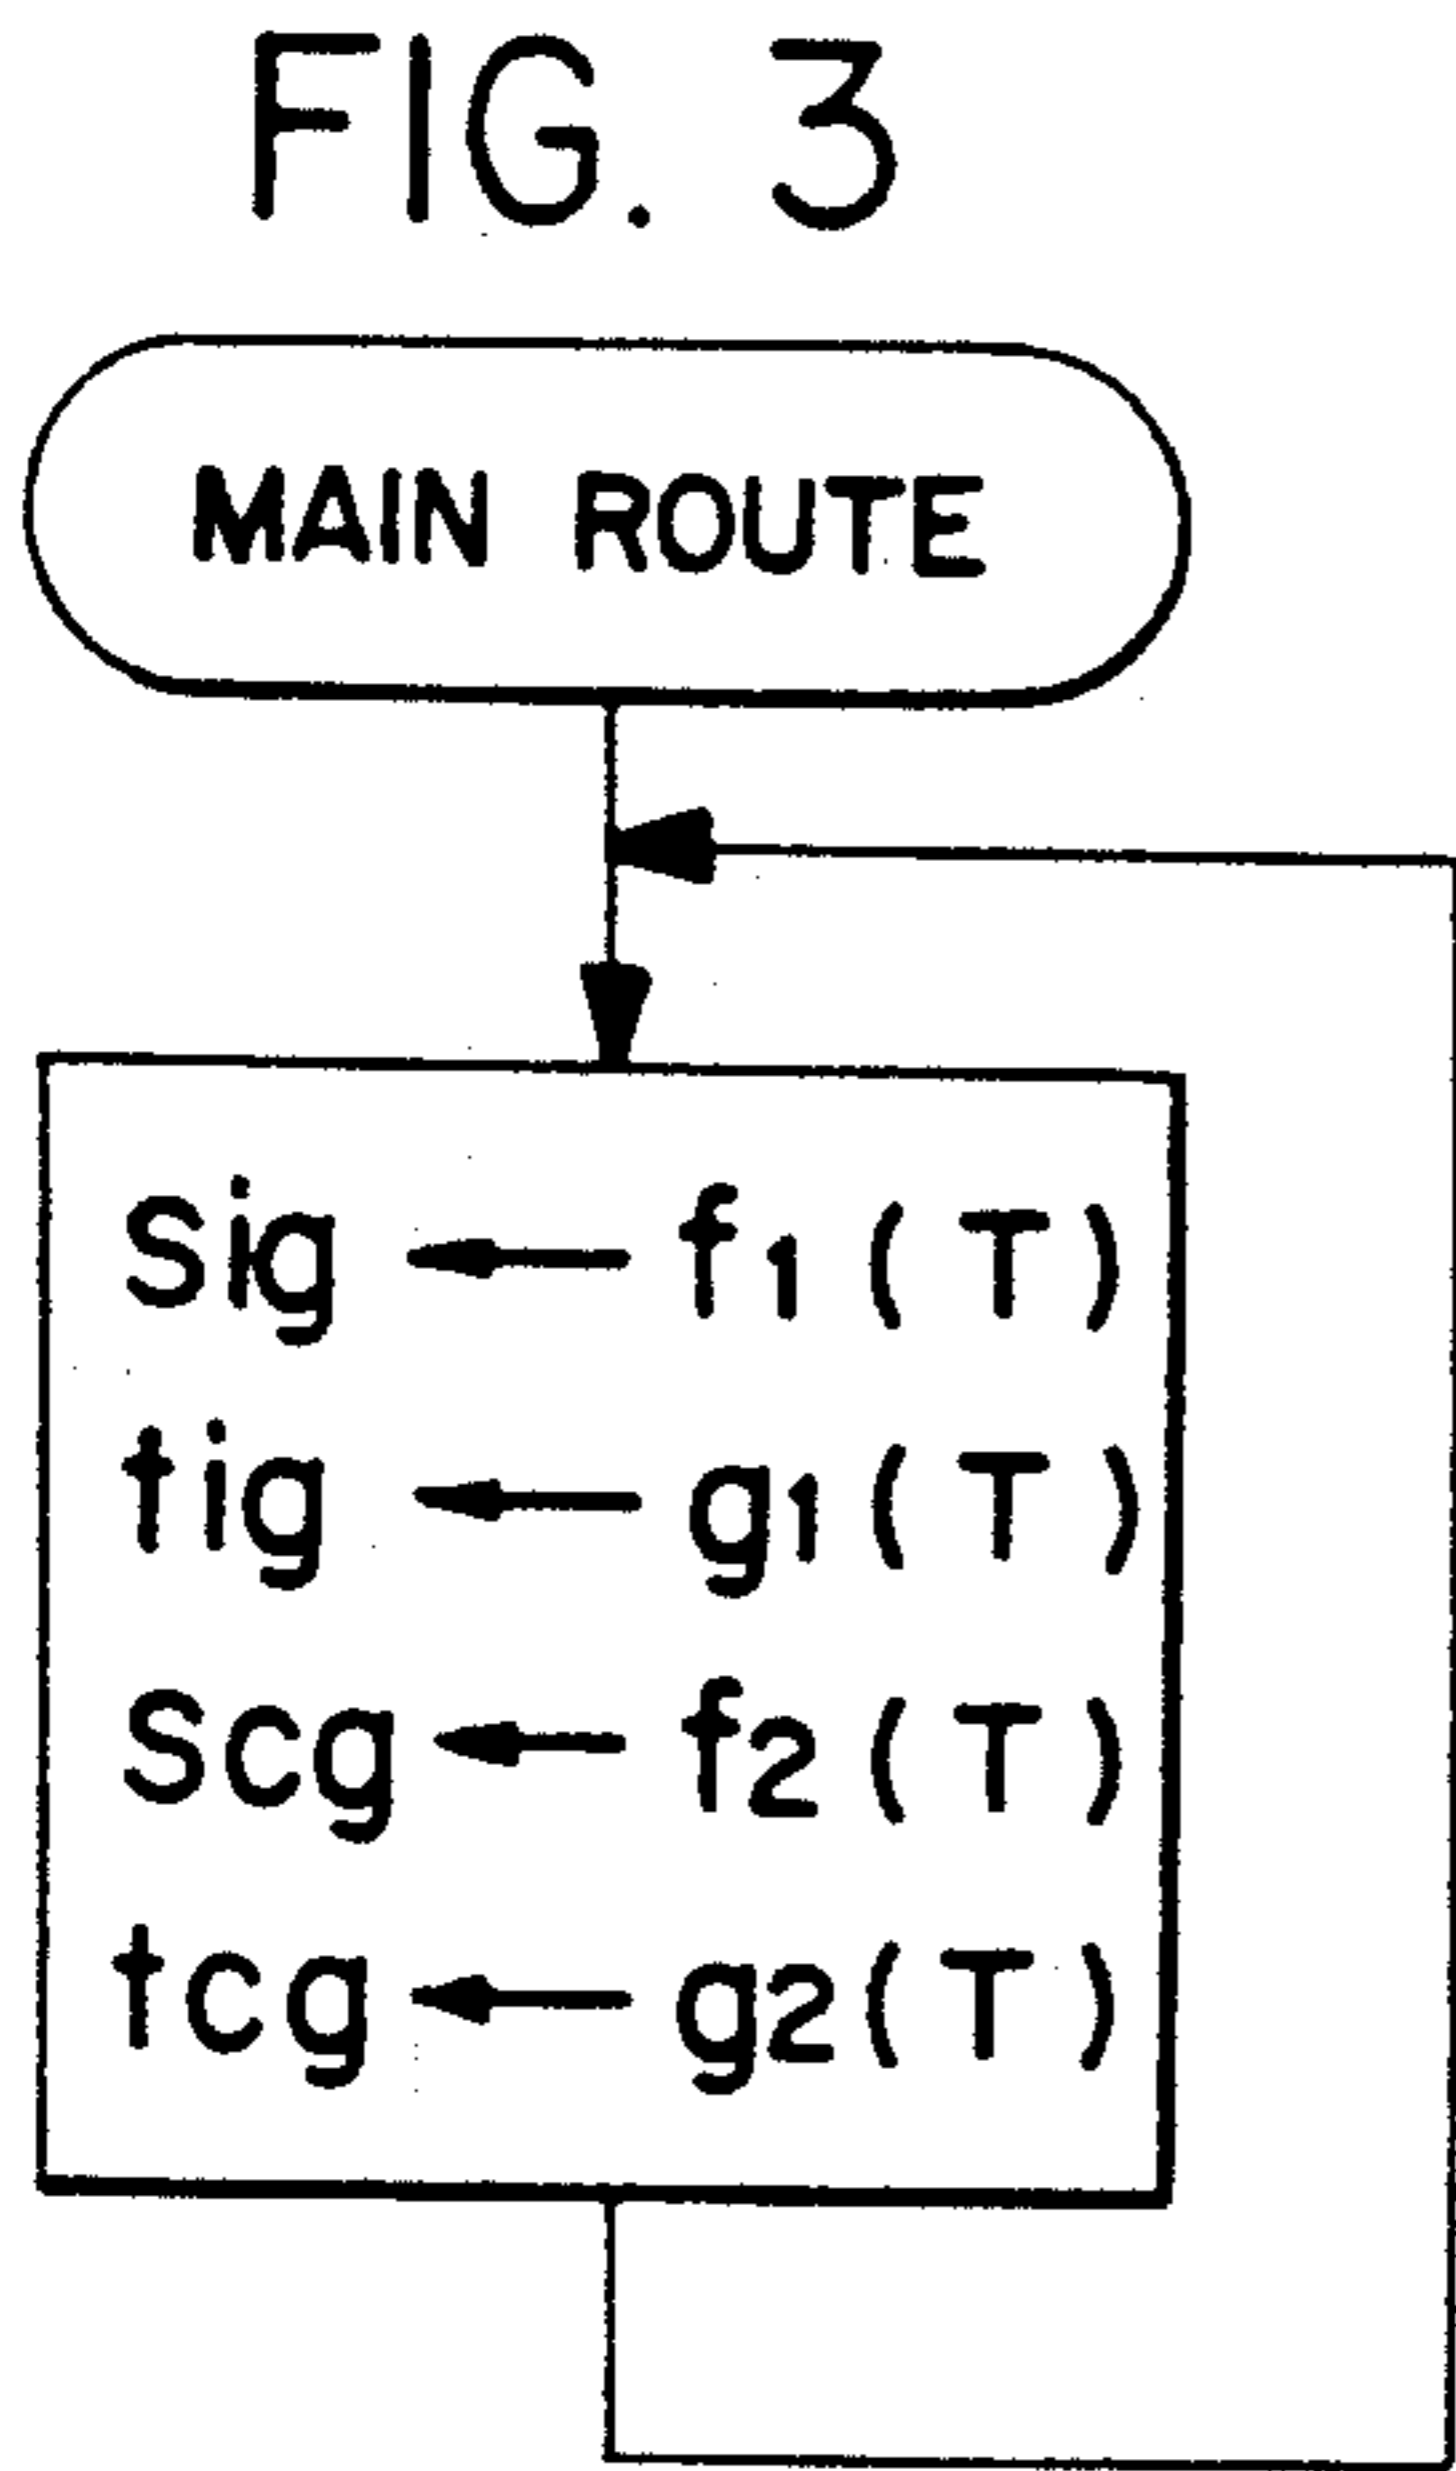 FIG. 3
MAIN ROUTE
Sig ← f1 (T)
tig ← g1 (T)
Scg ← f2 (T)
tcg ← g2 (T)